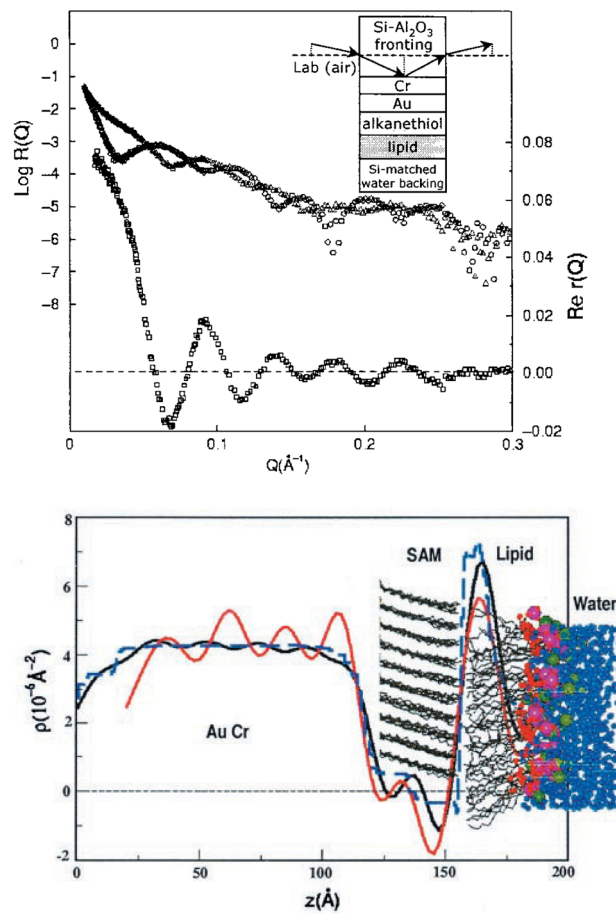 Si-Al₂O₃
fronting
Lab (air)
Cr
Au
alkanethiol
lipid
Si-matched
water backing
Log R(Q)
0
−1
−2
−3
−4
−5
−6
−7
−8
0.08
0.06
0.04
0.02
0.00
−0.02
Re r(Q)
0
0.1
0.2
0.3
Q(Å⁻¹)
8
6
4
2
0
-2
ρ(10⁻⁶Å⁻²)
SAM
Lipid
Water
Au Cr
0
50
100
150
200
z(Å)